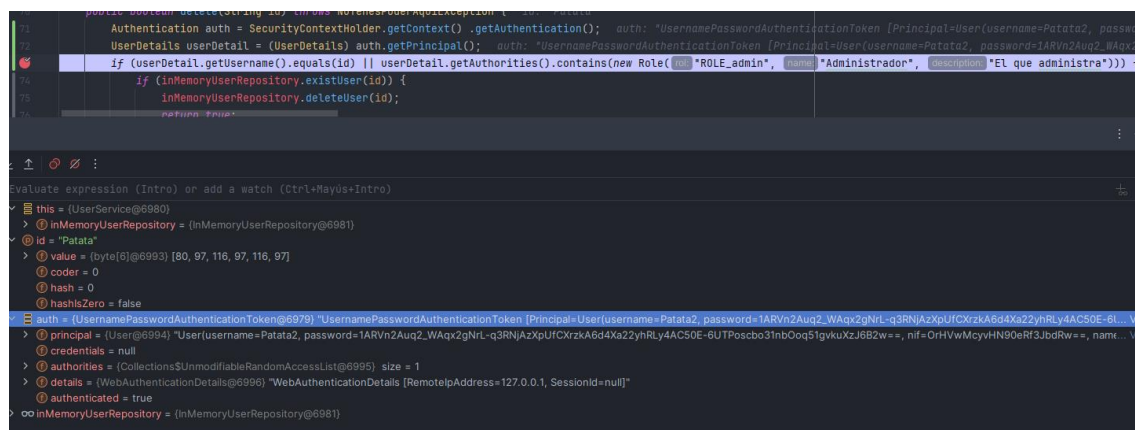 public boolean delete(String id) throws NoTienesPoderAquiException { id: "Patata"
71 Authentication auth = SecurityContextHolder.getContext() .getAuthentication(); auth: "UsernamePasswordAuthenticationToken [Principal=User(username=Patata2, passwo
72 UserDetails userDetail = (UserDetails) auth.getPrincipal(); auth: "UsernamePasswordAuthenticationToken [Principal=User(username=Patata2, password=1ARVn2Auq2_WAqx2
if (userDetail.getUsername().equals(id) || userDetail.getAuthorities().contains(new Role( rol: "ROLE_admin", name: "Administrador", description: "El que administra")))
74 if (inMemoryUserRepository.existUser(id)) {
75 inMemoryUserRepository.deleteUser(id);
76 return true;
Evaluate expression (Intro) or add a watch (Ctrl+Mayús+Intro)
this = {UserService@6980}
inMemoryUserRepository = {InMemoryUserRepository@6981}
id = "Patata"
value = {byte[6]@6993} [80, 97, 116, 97, 116, 97]
coder = 0
hash = 0
hashIsZero = false
auth = {UsernamePasswordAuthenticationToken@6979} "UsernamePasswordAuthenticationToken [Principal=User(username=Patata2, password=1ARVn2Auq2_WAqx2gNrL-q3RNjAzXpUfCXrzkA6d4Xa22yhRLy4AC50E-6l... V
principal = {User@6994} "User(username=Patata2, password=1ARVn2Auq2_WAqx2gNrL-q3RNjAzXpUfCXrzkA6d4Xa22yhRLy4AC50E-6UTPoscbo31nbOoq51gvkuXzJ6B2w==, nif=OrHVwMcyvHN90eRf3JbdRw==, name... V
credentials = null
authorities = {Collections$UnmodifiableRandomAccessList@6995} size = 1
details = {WebAuthenticationDetails@6996} "WebAuthenticationDetails [RemoteIpAddress=127.0.0.1, SessionId=null]"
authenticated = true
inMemoryUserRepository = {InMemoryUserRepository@6981}